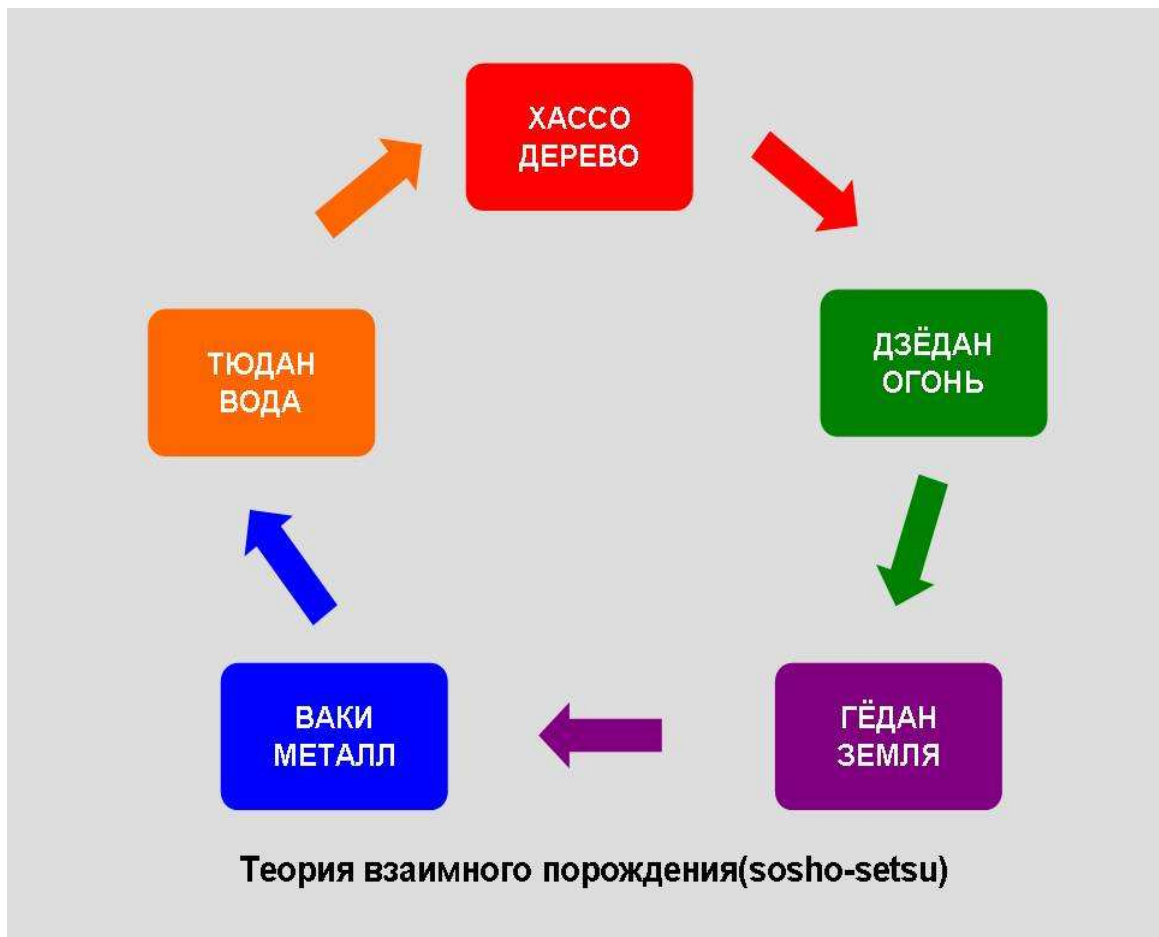 ХАССО
ДЕРЕВО
ДЗЁДАН
ОГОНЬ
ТЮДАН
ВОДА
ВАКИ
МЕТАЛЛ
ГЁДАН
ЗЕМЛЯ
Теория взаимного порождения(sosho-setsu)